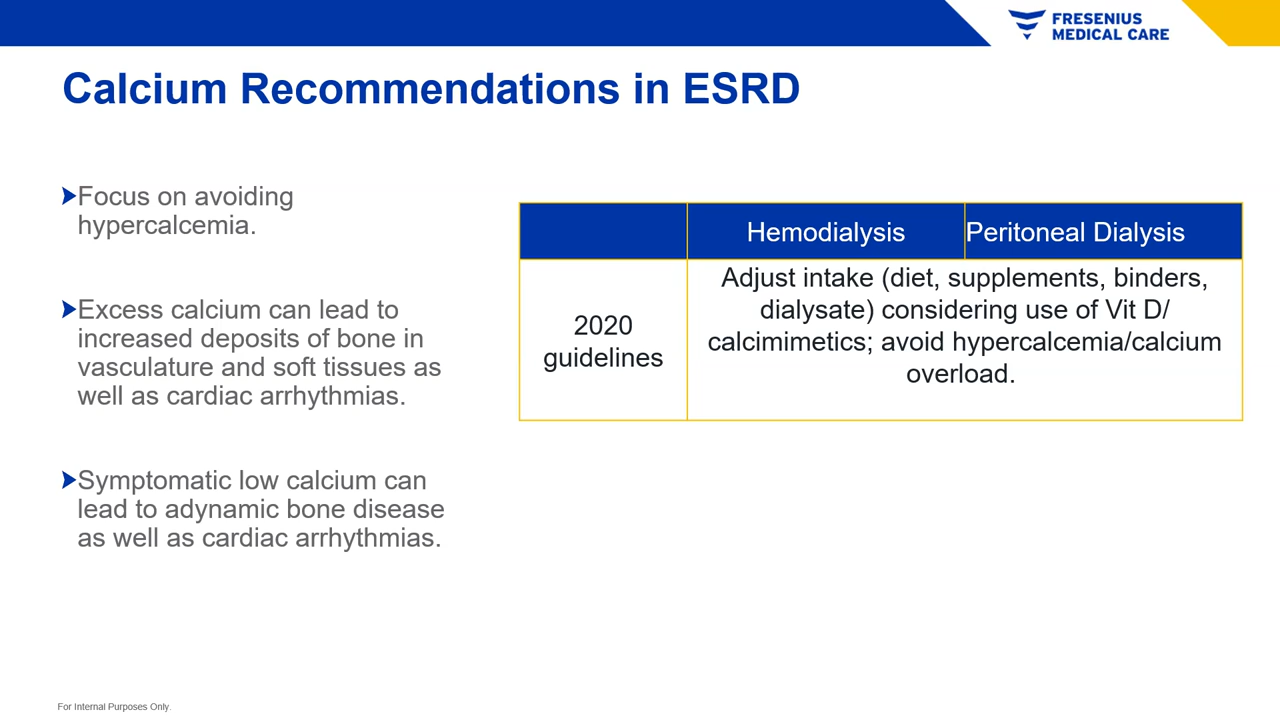 FRESENIUS
MEDICAL CARE
Calcium Recommendations in ESRD
Focus on avoiding
hypercalcemia.
Excess calcium can lead to
increased deposits of bone in
vasculature and soft tissues as
well as cardiac arrhythmias.
Symptomatic low calcium can
lead to adynamic bone disease
as well as cardiac arrhythmias.
Hemodialysis
Peritoneal Dialysis
2020
guidelines
Adjust intake (diet, supplements, binders,
dialysate) considering use of Vit D/
calcimimetics; avoid hypercalcemia/calcium
overload.
For Internal Purposes Only.